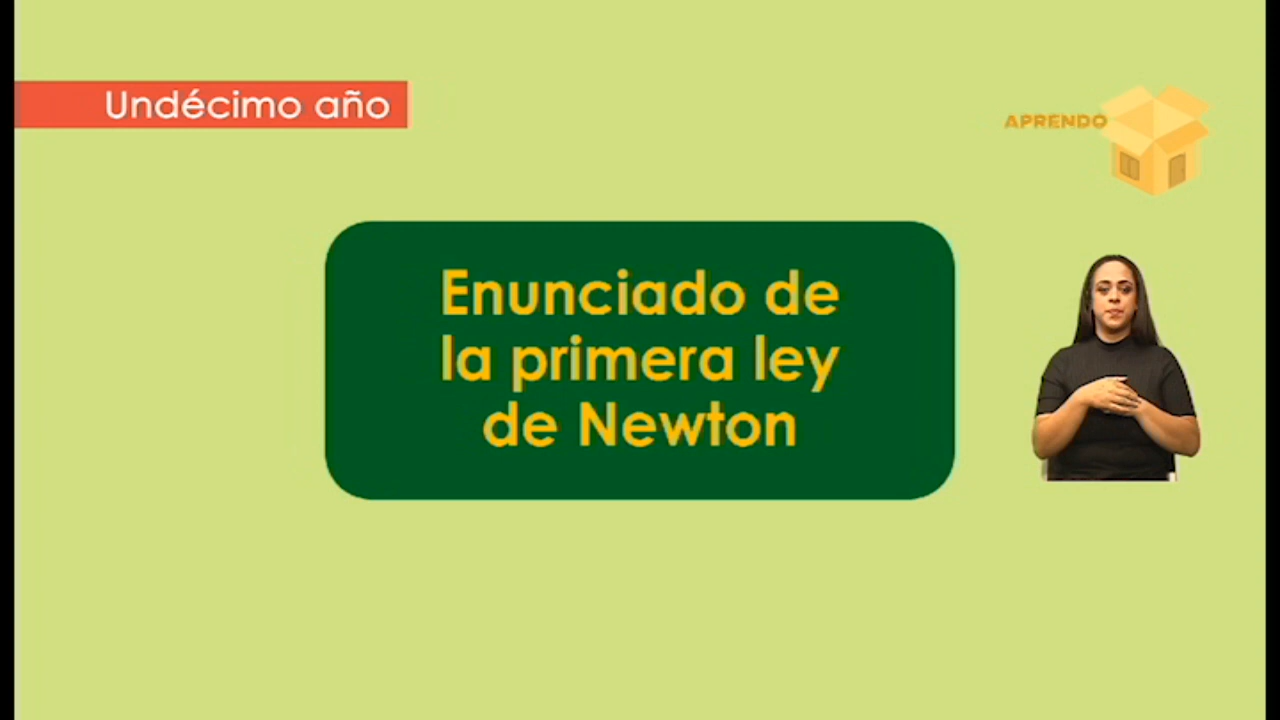 Undécimo año
APRENDO
Enunciado de
la primera ley
de Newton